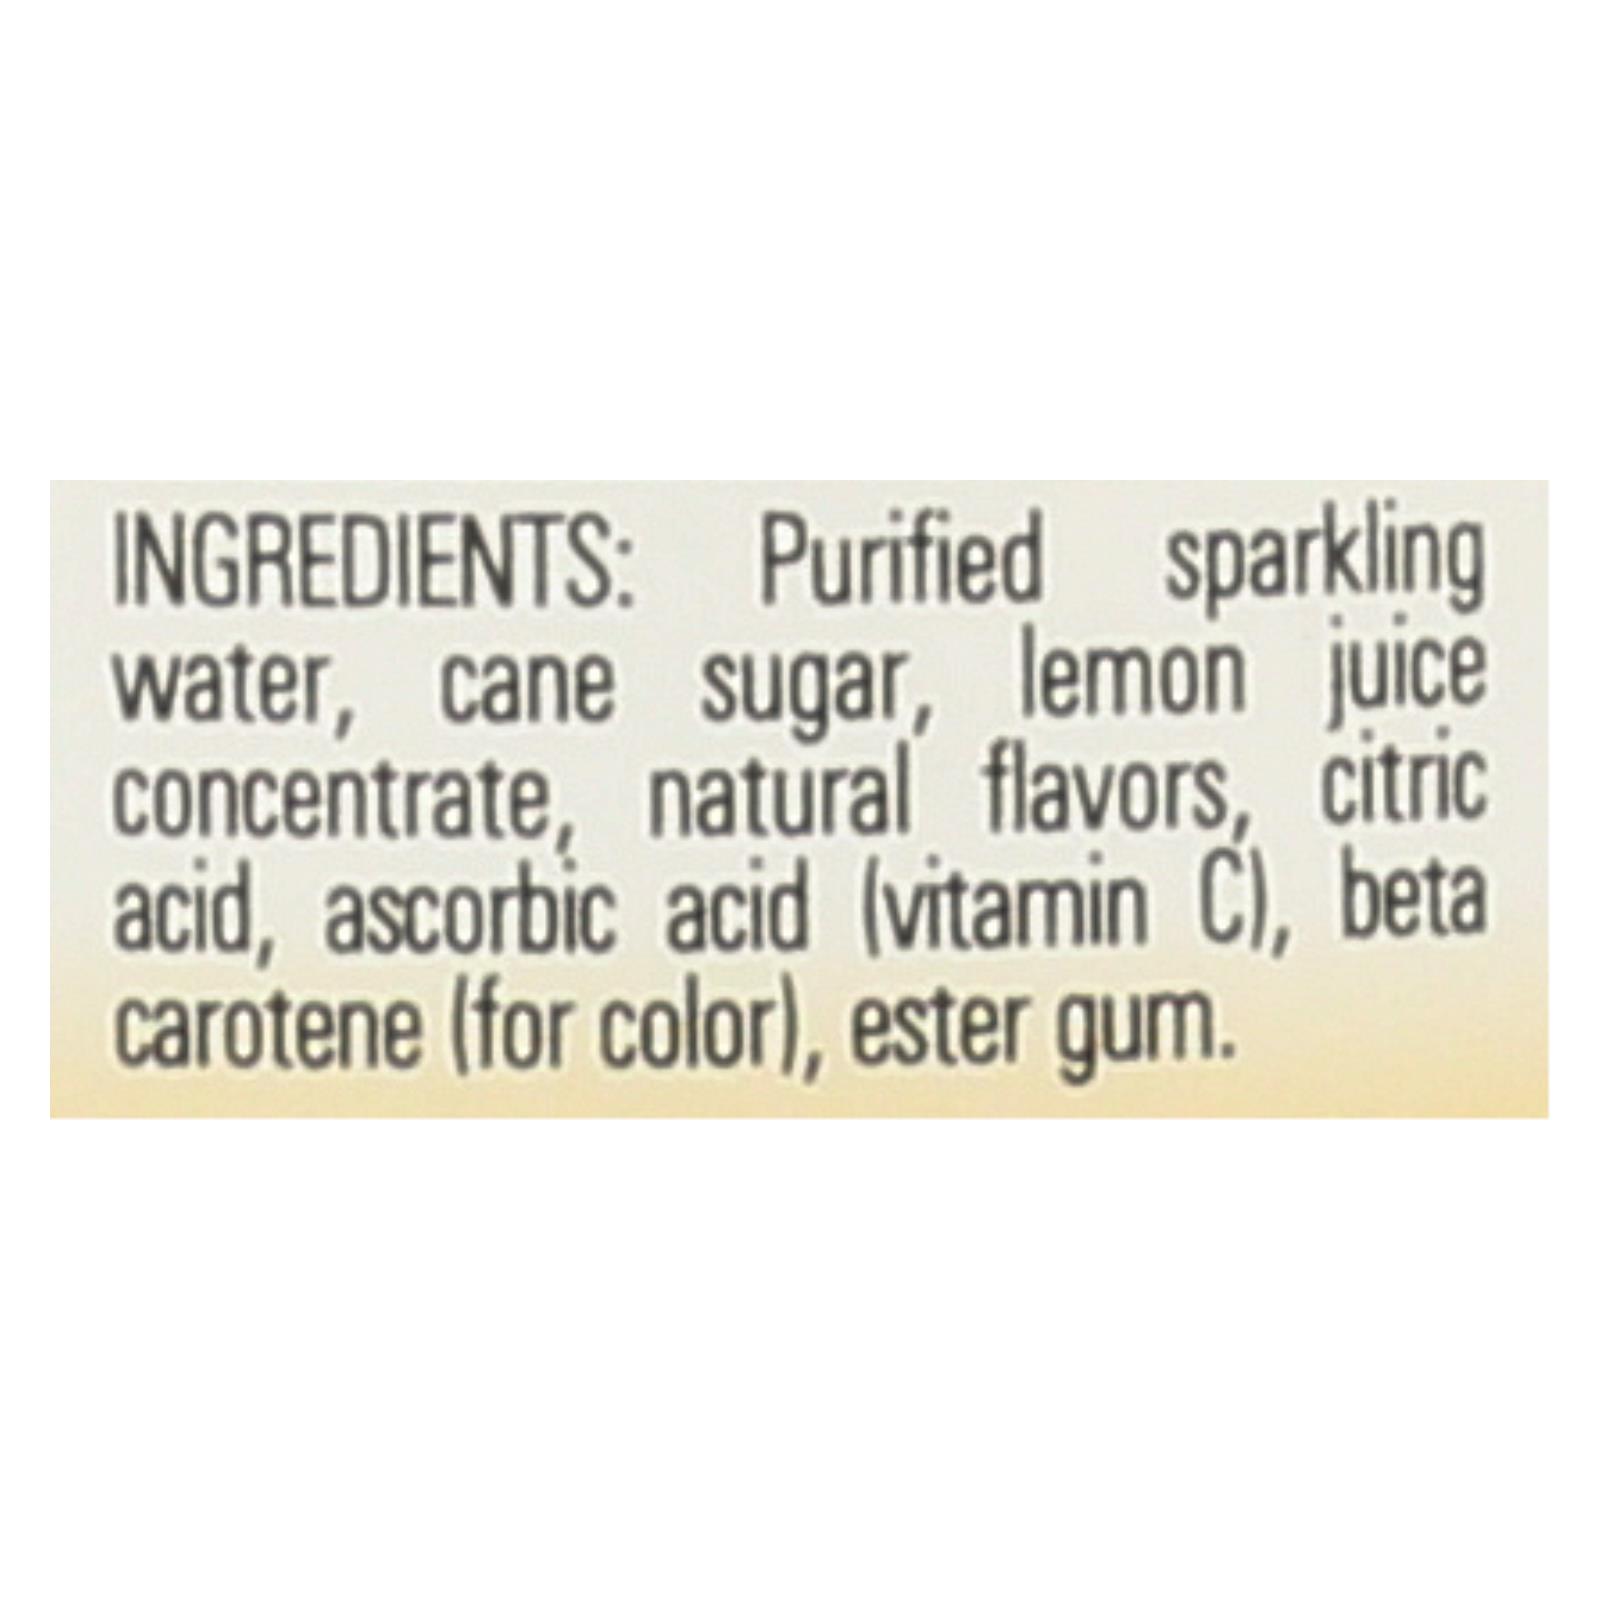 INGREDIENTS: Purified sparkling
water, cane sugar, lemon juice
concentrate, natural flavors, citric
acid, ascorbic acid (vitamin C), beta
carotene (for color), ester gum.